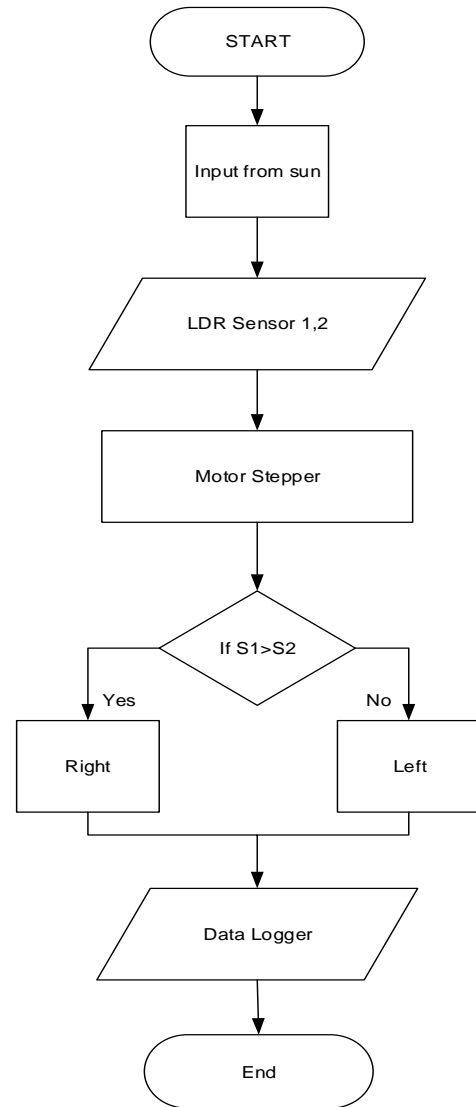 START
Input from sun
LDR Sensor 1,2
Motor Stepper
If S1>S2
Yes
No
Right
Left
Data Logger
End